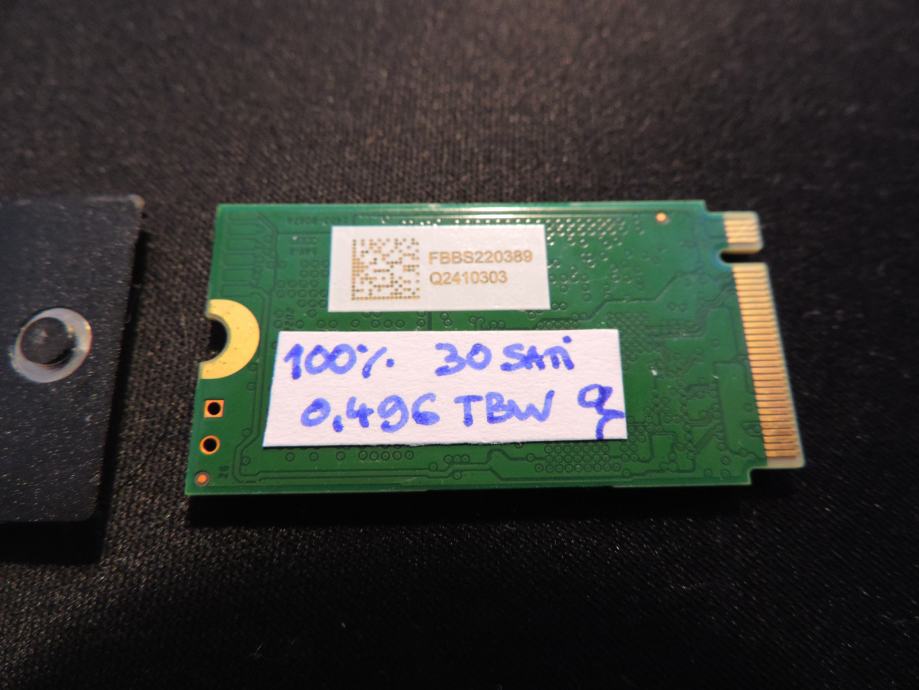 FBBS220389
Q2410303
100% 30 SATI
0,496 TBW